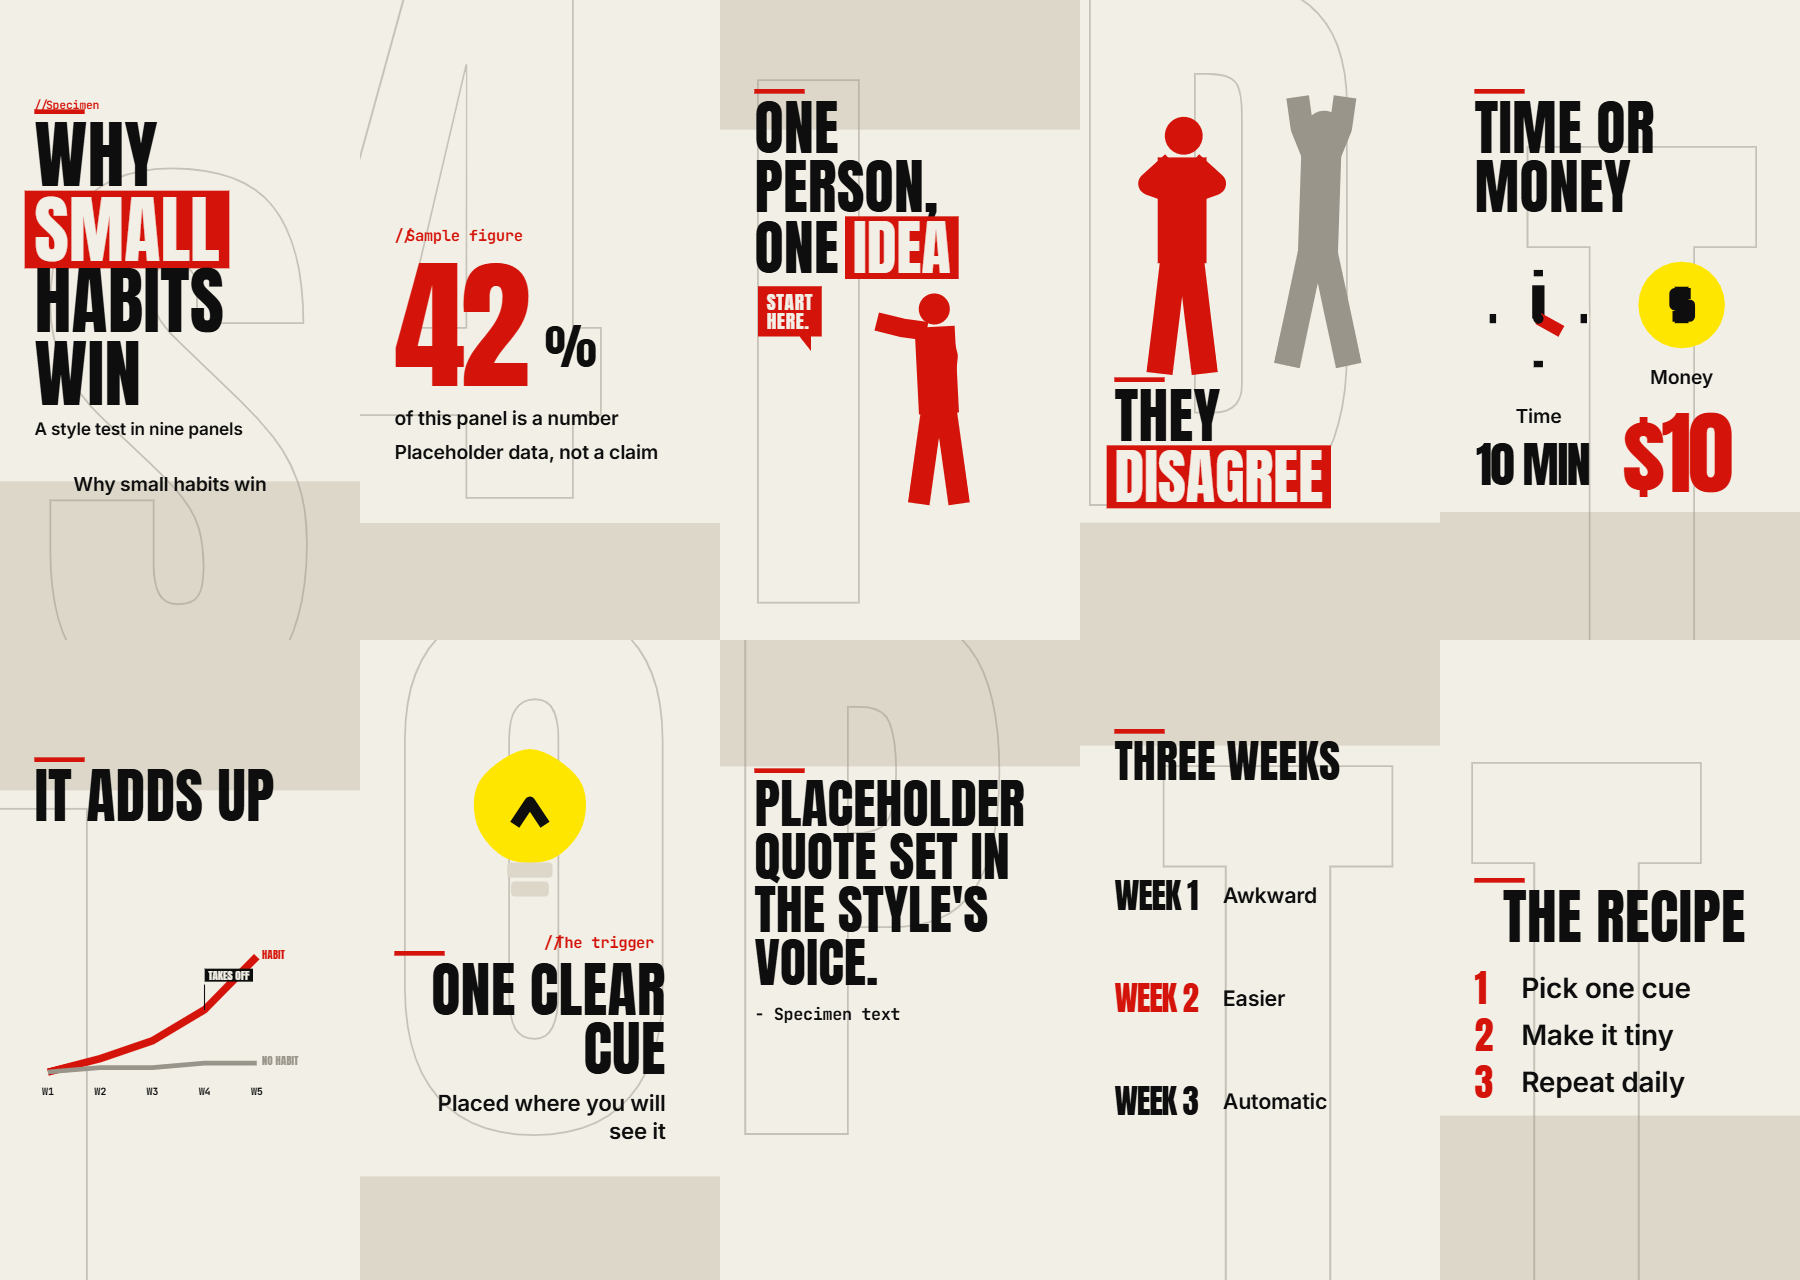 //Specimen
WHY
SMALL
HABITS
WIN
A style test in nine panels
Why small habits win
//Sample figure
42 %
of this panel is a number
Placeholder data, not a claim
ONE
PERSON,
ONE IDEA
START
HERE.
THEY
DISAGREE
TIME OR
MONEY
Time
10 MIN
$
Money
$10
IT ADDS UP
HABIT
TAKES OFF
NO HABIT
W1 W2 W3 W4 W5
//The trigger
ONE CLEAR
CUE
Placed where you will
see it
PLACEHOLDER
QUOTE SET IN
THE STYLE'S
VOICE.
- Specimen text
THREE WEEKS
WEEK 1 Awkward
WEEK 2 Easier
WEEK 3 Automatic
THE RECIPE
1 Pick one cue
2 Make it tiny
3 Repeat daily